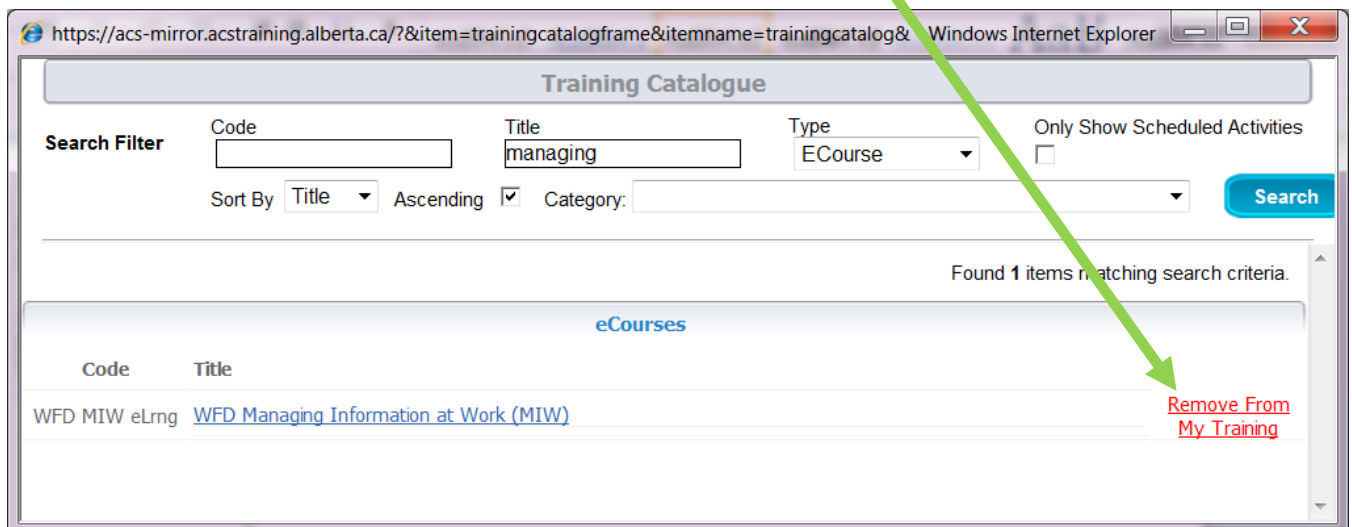 https://acs-mirror.acstraining.alberta.ca/?&item=trainingcatalogframe&itemname=trainingcatalog& Windows Internet Explorer
Training Catalogue
Search Filter
Code
Title
managing
Type
ECourse
Only Show Scheduled Activities
Sort By Title Ascending Category: Search
Found 1 items matching search criteria.
eCourses
Code Title
WFD MIW eLrng WFD Managing Information at Work (MIW) Remove From
My Training